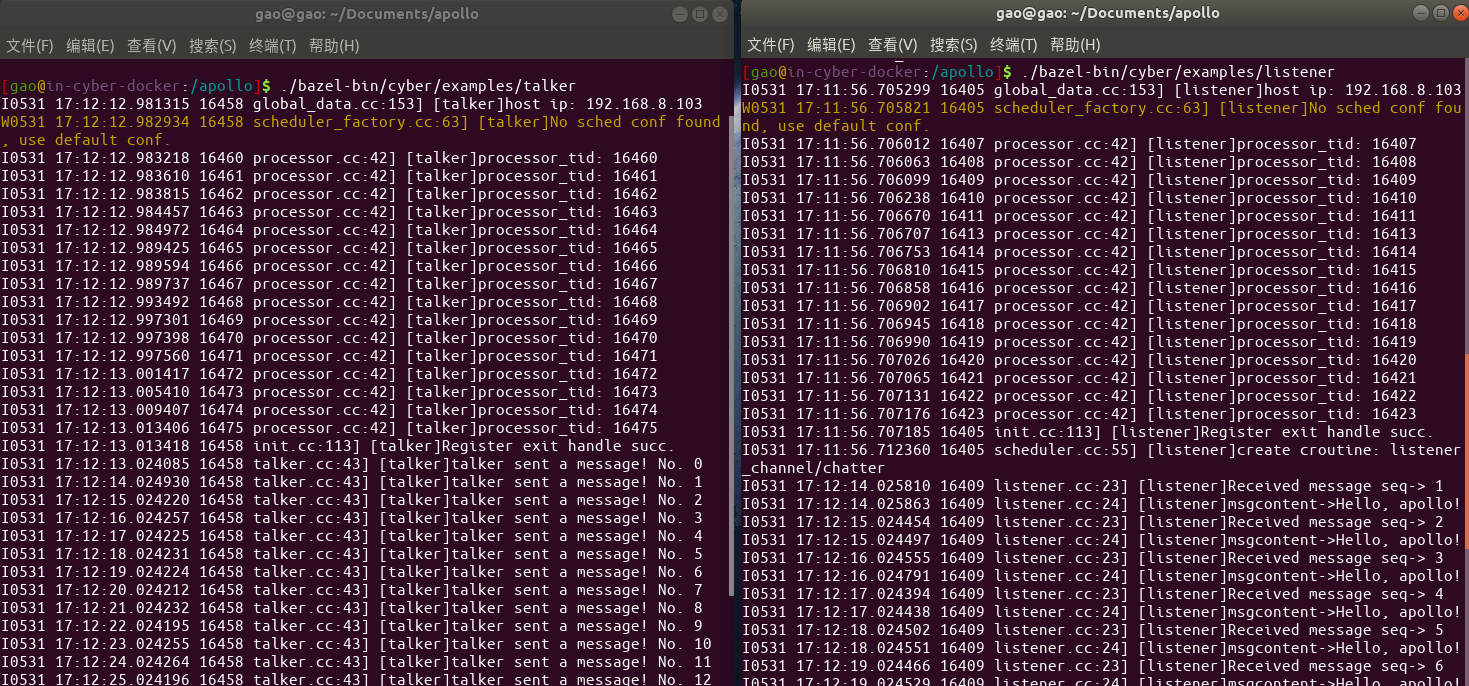 gao@gao: ~/Documents/apollo
文件(F) 编辑(E) 查看(V) 搜索(S) 终端(T) 帮助(H)
[gao@in-cyber-docker:/apollo]$ ./bazel-bin/cyber/examples/talker
I0531 17:12:12.981315 16458 global_data.cc:153] [talker]host ip: 192.168.8.103
W0531 17:12:12.982934 16458 scheduler_factory.cc:63] [talker]No sched conf found
, use default conf.
I0531 17:12:12.983218 16460 processor.cc:42] [talker]processor_tid: 16460
I0531 17:12:12.983610 16461 processor.cc:42] [talker]processor_tid: 16461
I0531 17:12:12.983815 16462 processor.cc:42] [talker]processor_tid: 16462
I0531 17:12:12.984457 16463 processor.cc:42] [talker]processor_tid: 16463
I0531 17:12:12.984972 16464 processor.cc:42] [talker]processor_tid: 16464
I0531 17:12:12.989425 16465 processor.cc:42] [talker]processor_tid: 16465
I0531 17:12:12.989594 16466 processor.cc:42] [talker]processor_tid: 16466
I0531 17:12:12.989737 16467 processor.cc:42] [talker]processor_tid: 16467
I0531 17:12:12.993492 16468 processor.cc:42] [talker]processor_tid: 16468
I0531 17:12:12.997301 16469 processor.cc:42] [talker]processor_tid: 16469
I0531 17:12:12.997398 16470 processor.cc:42] [talker]processor_tid: 16470
I0531 17:12:12.997560 16471 processor.cc:42] [talker]processor_tid: 16471
I0531 17:12:13.001417 16472 processor.cc:42] [talker]processor_tid: 16472
I0531 17:12:13.005410 16473 processor.cc:42] [talker]processor_tid: 16473
I0531 17:12:13.009407 16474 processor.cc:42] [talker]processor_tid: 16474
I0531 17:12:13.013406 16475 processor.cc:42] [talker]processor_tid: 16475
I0531 17:12:13.013418 16458 init.cc:113] [talker]Register exit handle succ.
I0531 17:12:13.024085 16458 talker.cc:43] [talker]talker sent a message! No. 0
I0531 17:12:14.024930 16458 talker.cc:43] [talker]talker sent a message! No. 1
I0531 17:12:15.024220 16458 talker.cc:43] [talker]talker sent a message! No. 2
I0531 17:12:16.024257 16458 talker.cc:43] [talker]talker sent a message! No. 3
I0531 17:12:17.024225 16458 talker.cc:43] [talker]talker sent a message! No. 4
I0531 17:12:18.024231 16458 talker.cc:43] [talker]talker sent a message! No. 5
I0531 17:12:19.024224 16458 talker.cc:43] [talker]talker sent a message! No. 6
I0531 17:12:20.024212 16458 talker.cc:43] [talker]talker sent a message! No. 7
I0531 17:12:21.024232 16458 talker.cc:43] [talker]talker sent a message! No. 8
I0531 17:12:22.024195 16458 talker.cc:43] [talker]talker sent a message! No. 9
I0531 17:12:23.024255 16458 talker.cc:43] [talker]talker sent a message! No. 10
I0531 17:12:24.024264 16458 talker.cc:43] [talker]talker sent a message! No. 11
I0531 17:12:25.024196 16458 talker.cc:43] [talker]talker sent a message! No. 12
gao@gao: ~/Documents/apollo
文件(F) 编辑(E) 查看(V) 搜索(S) 终端(T) 帮助(H)
[gao@in-cyber-docker:/apollo]$ ./bazel-bin/cyber/examples/listener
I0531 17:11:56.705299 16405 global_data.cc:153] [listener]host ip: 192.168.8.103
W0531 17:11:56.705821 16405 scheduler_factory.cc:63] [listener]No sched conf fou
nd, use default conf.
I0531 17:11:56.706012 16407 processor.cc:42] [listener]processor_tid: 16407
I0531 17:11:56.706063 16408 processor.cc:42] [listener]processor_tid: 16408
I0531 17:11:56.706099 16409 processor.cc:42] [listener]processor_tid: 16409
I0531 17:11:56.706238 16410 processor.cc:42] [listener]processor_tid: 16410
I0531 17:11:56.706670 16411 processor.cc:42] [listener]processor_tid: 16411
I0531 17:11:56.706707 16413 processor.cc:42] [listener]processor_tid: 16413
I0531 17:11:56.706753 16414 processor.cc:42] [listener]processor_tid: 16414
I0531 17:11:56.706810 16415 processor.cc:42] [listener]processor_tid: 16415
I0531 17:11:56.706858 16416 processor.cc:42] [listener]processor_tid: 16416
I0531 17:11:56.706902 16417 processor.cc:42] [listener]processor_tid: 16417
I0531 17:11:56.706945 16418 processor.cc:42] [listener]processor_tid: 16418
I0531 17:11:56.706990 16419 processor.cc:42] [listener]processor_tid: 16419
I0531 17:11:56.707026 16420 processor.cc:42] [listener]processor_tid: 16420
I0531 17:11:56.707065 16421 processor.cc:42] [listener]processor_tid: 16421
I0531 17:11:56.707131 16422 processor.cc:42] [listener]processor_tid: 16422
I0531 17:11:56.707176 16423 processor.cc:42] [listener]processor_tid: 16423
I0531 17:11:56.707185 16405 init.cc:113] [listener]Register exit handle succ.
I0531 17:11:56.712360 16405 scheduler.cc:55] [listener]create croutine: listener
_channel/chatter
I0531 17:12:14.025810 16409 listener.cc:23] [listener]Received message seq-> 1
I0531 17:12:14.025863 16409 listener.cc:24] [listener]msgcontent->Hello, apollo!
I0531 17:12:15.024454 16409 listener.cc:23] [listener]Received message seq-> 2
I0531 17:12:15.024497 16409 listener.cc:24] [listener]msgcontent->Hello, apollo!
I0531 17:12:16.024555 16409 listener.cc:23] [listener]Received message seq-> 3
I0531 17:12:16.024791 16409 listener.cc:24] [listener]msgcontent->Hello, apollo!
I0531 17:12:17.024394 16409 listener.cc:23] [listener]Received message seq-> 4
I0531 17:12:17.024438 16409 listener.cc:24] [listener]msgcontent->Hello, apollo!
I0531 17:12:18.024502 16409 listener.cc:23] [listener]Received message seq-> 5
I0531 17:12:18.024551 16409 listener.cc:24] [listener]msgcontent->Hello, apollo!
I0531 17:12:19.024466 16409 listener.cc:23] [listener]Received message seq-> 6
I0531 17:12:19.024529 16409 listener.cc:24] [listener]msgcontent->Hello, apollo!